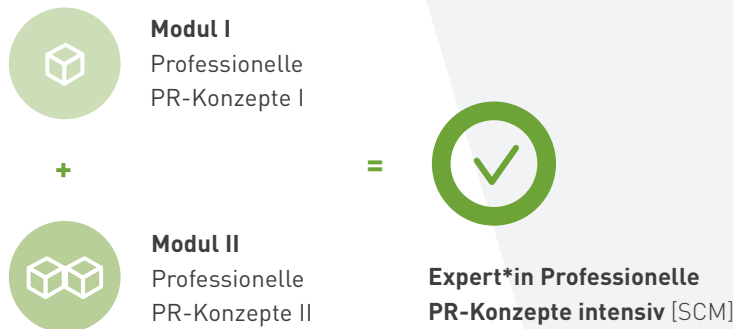 Modul I
Professionelle
PR-Konzepte I
+
=
Modul II
Professionelle
PR-Konzepte II
Expert*in Professionelle
PR-Konzepte intensiv [SCM]